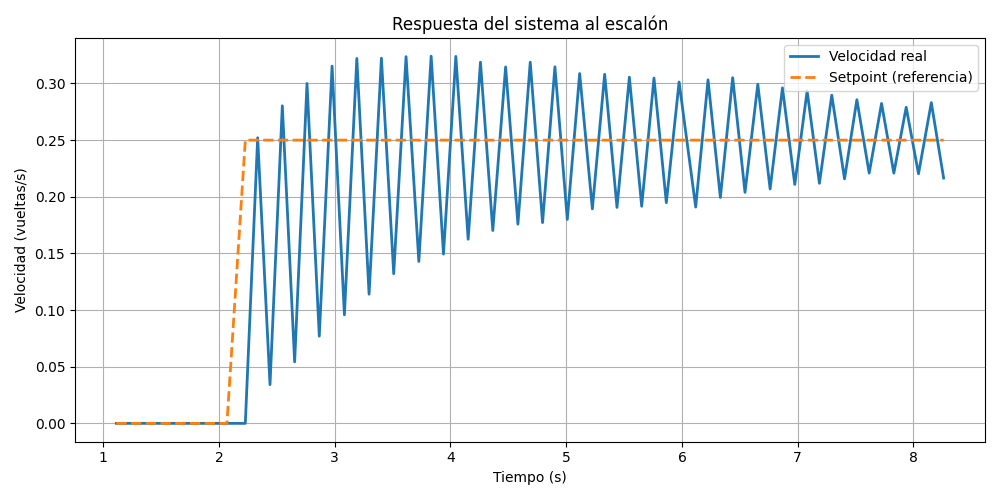 Respuesta del sistema al escalón
Velocidad real
Setpoint (referencia)
Velocidad (vueltas/s)
0.30
0.25
0.20
0.15
0.10
0.05
0.00
1 2 3 4 5 6 7 8
Tiempo (s)